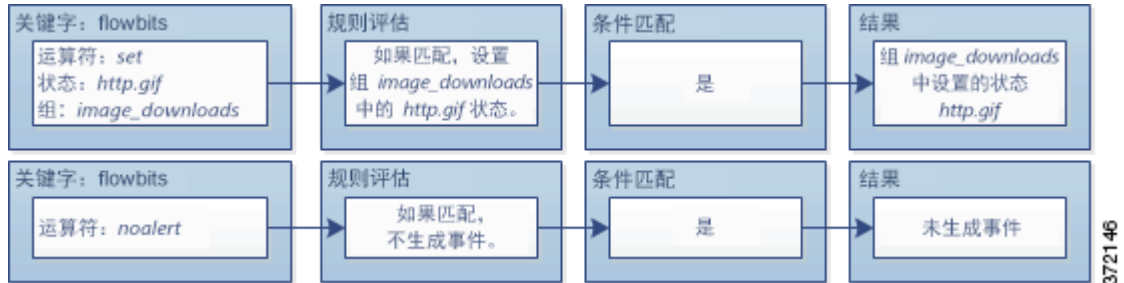 关键字：flowbits
运算符：set
状态：http.gif
组：image_downloads
规则评估
如果匹配，设置
组 image_downloads
中的 http.gif 状态。
条件匹配
是
结果
组 image_downloads
中设置的状态
http.gif
关键字：flowbits
运算符：noalert
规则评估
如果匹配，
不生成事件。
条件匹配
是
结果
未生成事件
372146